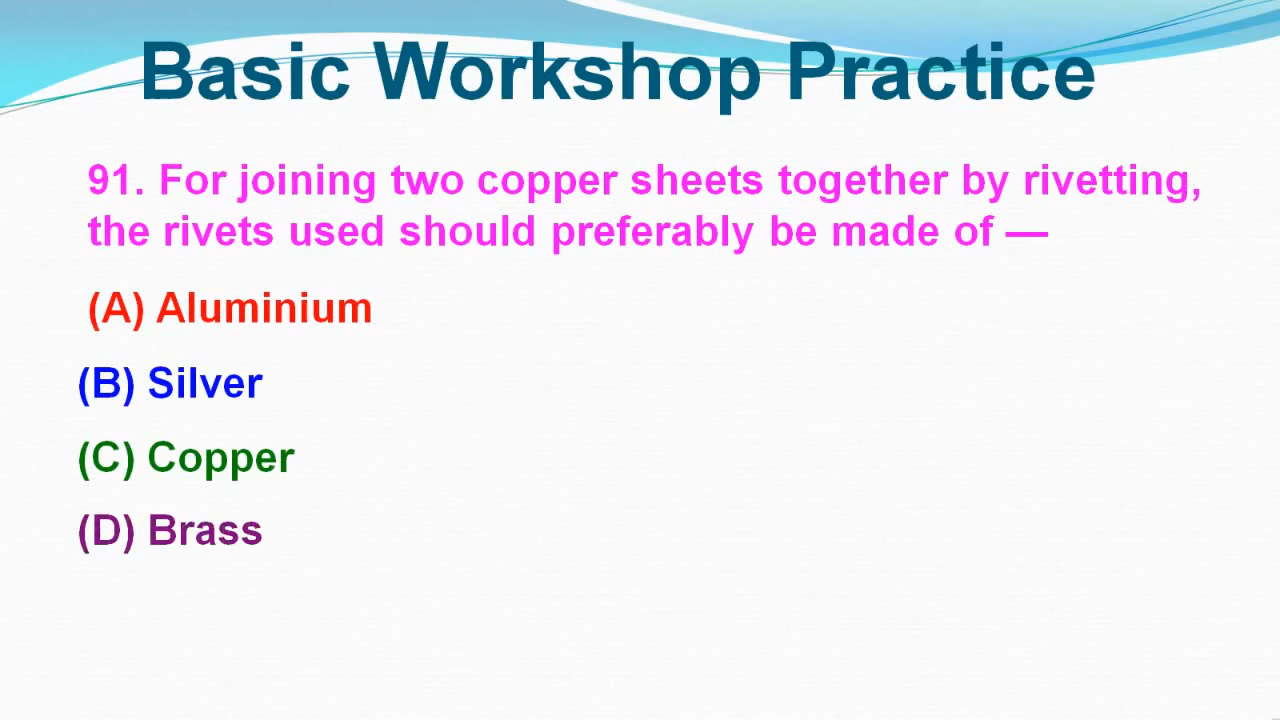 Basic Workshop Practice
91. For joining two copper sheets together by rivetting,
the rivets used should preferably be made of —
(A) Aluminium
(B) Silver
(C) Copper
(D) Brass